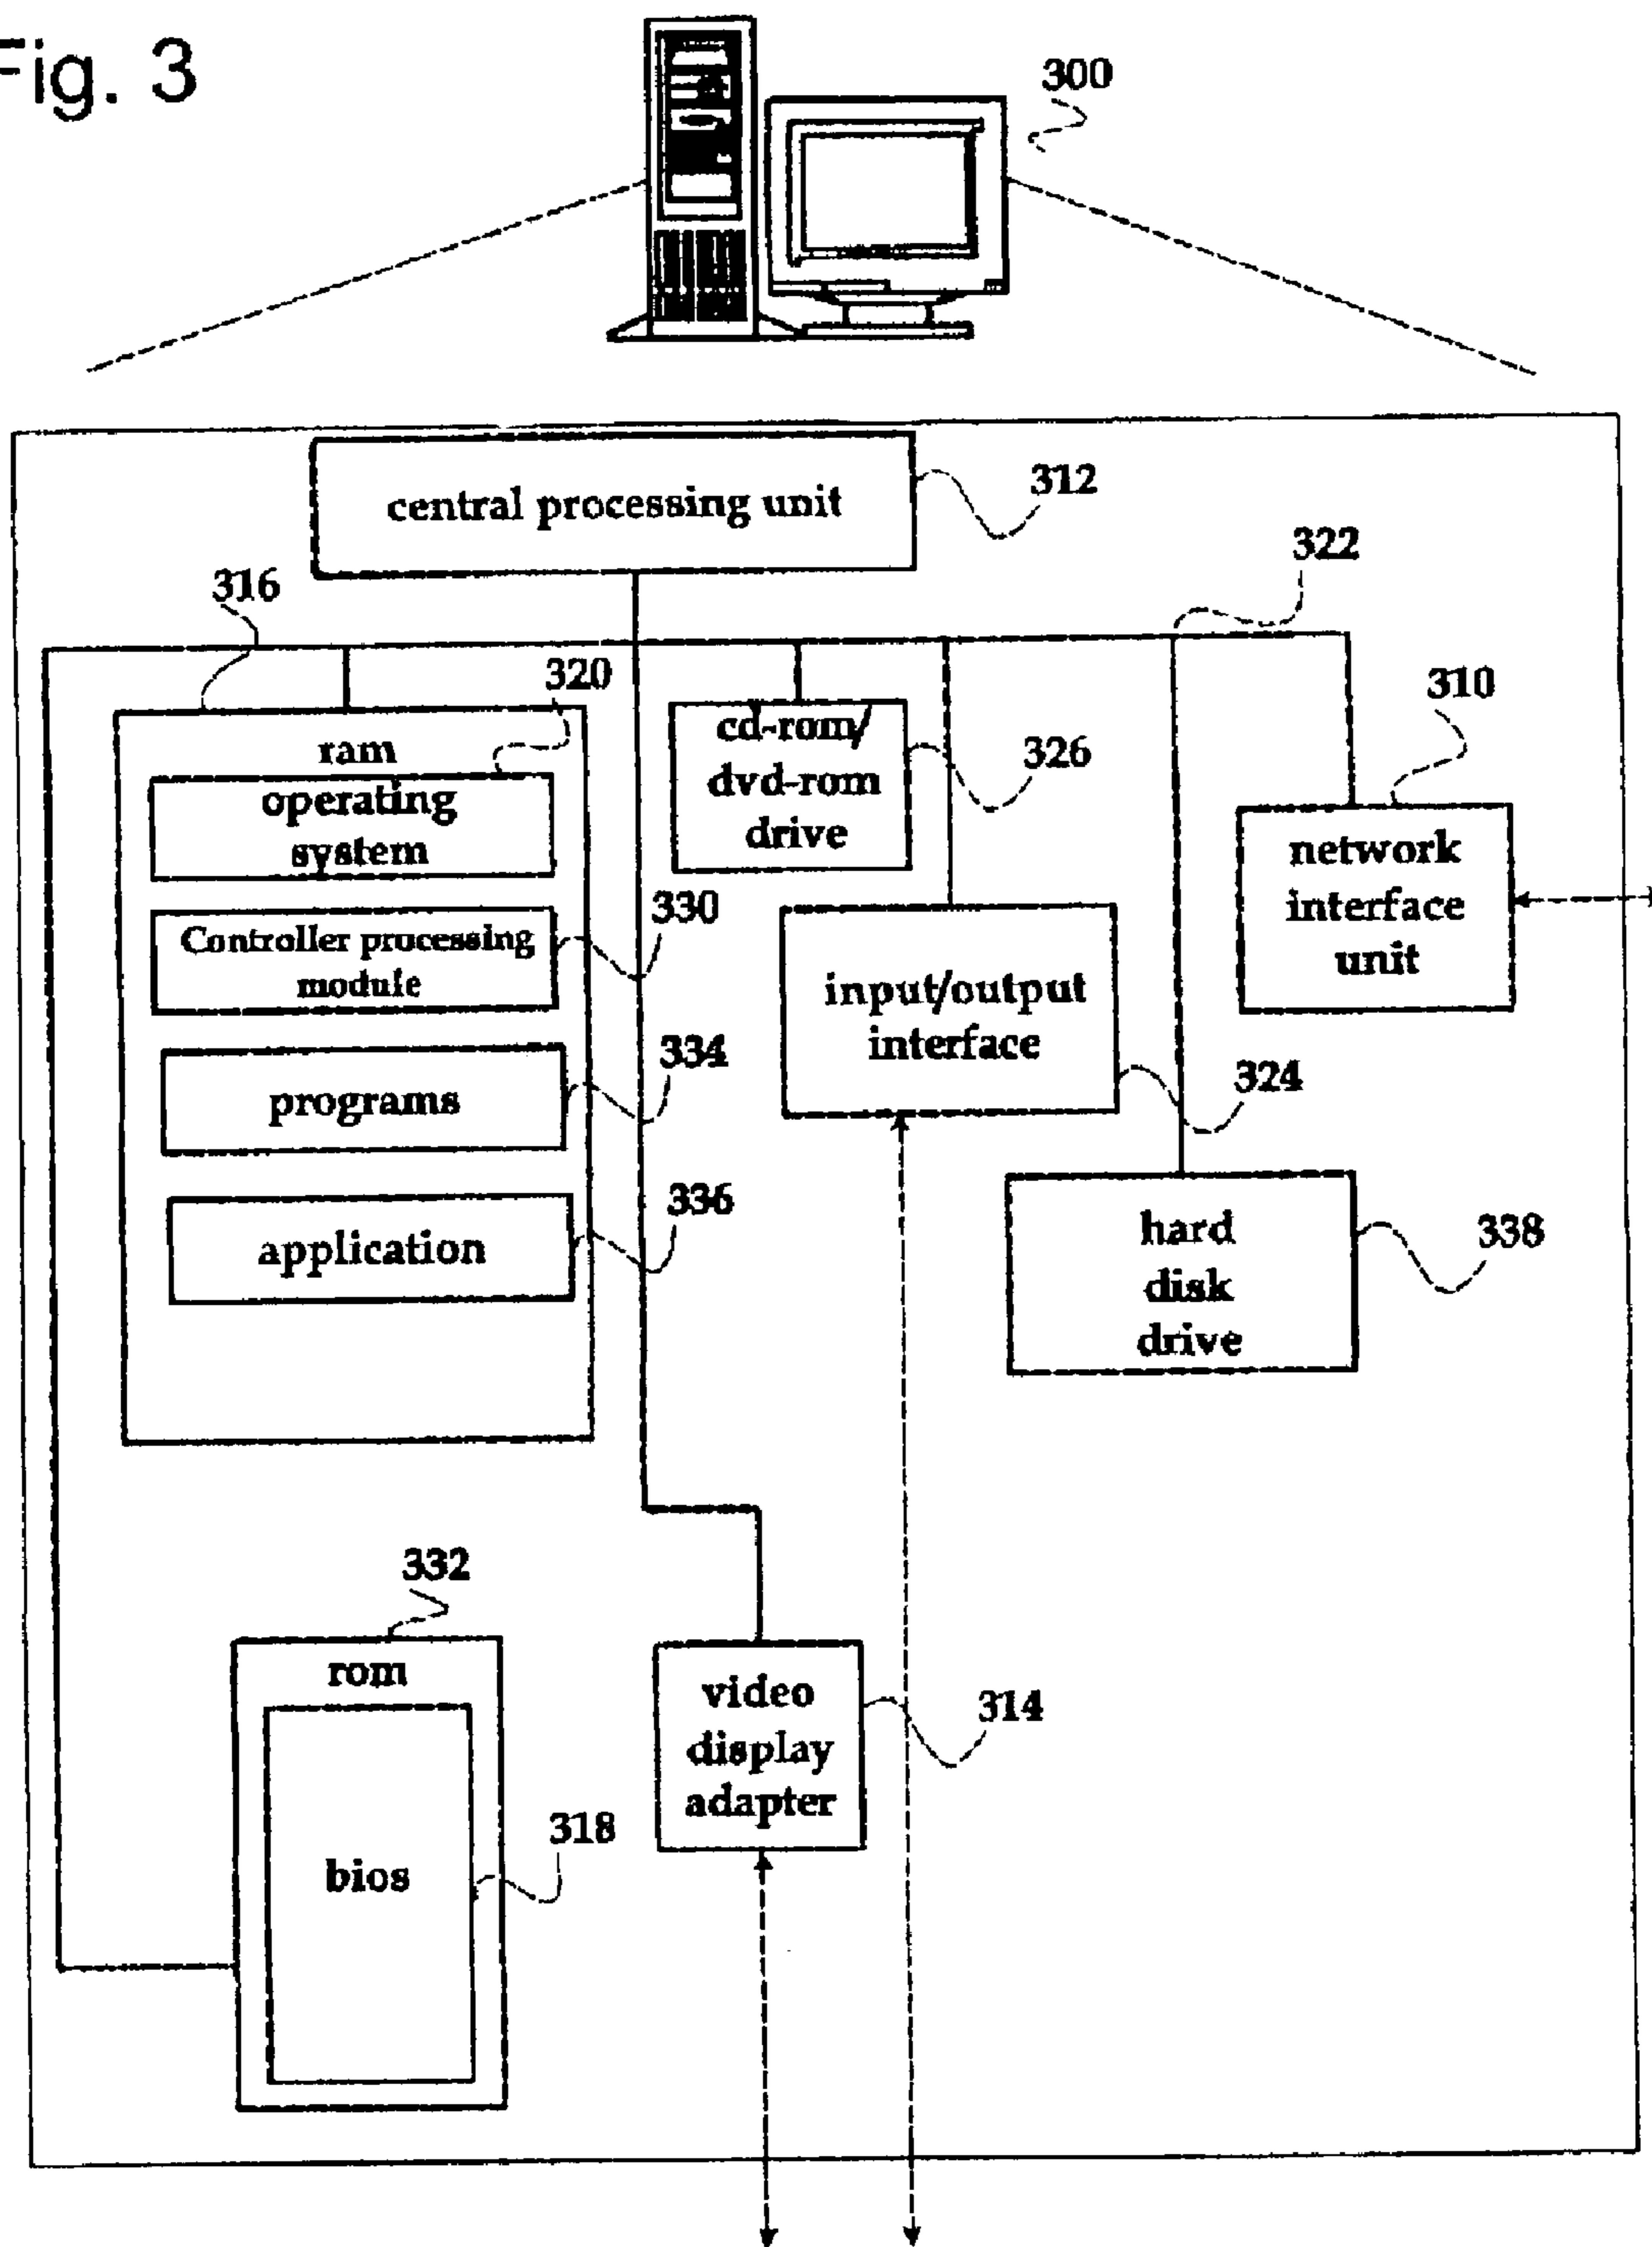 Fig. 3
300
central processing unit
312
322
316
320
310
ram
operating
system
cd-rom/
dvd-rom
drive
326
network
interface
unit
330
Controller processing
module
input/output
interface
334
324
programs
336
application
hard
disk
drive
338
332
rom
video
display
adapter
314
318
bios